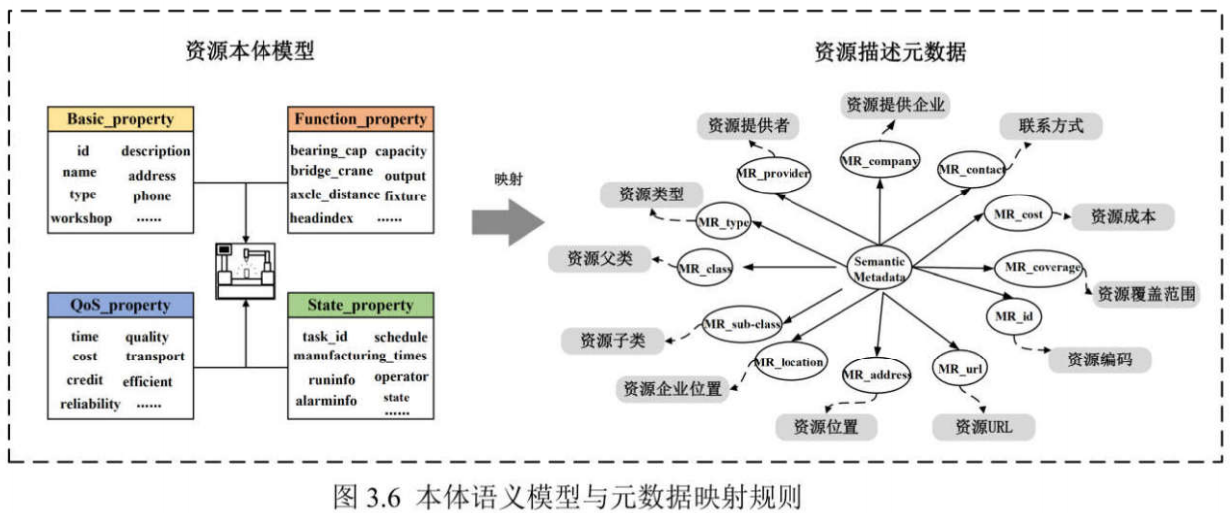 资源本体模型
资源描述元数据
Basic_property
id description
name address
type phone
workshop ......
Function_property
bearing_cap capacity
bridge_crane output
axcle_distance fixture
headindex ......
QoS_property
time quality
cost transport
credit efficient
reliability ......
State_property
task_id schedule
manufacturing_times
runinfo operator
alarminfo state
......
映射
资源提供企业
资源提供者
联系方式
MR_company
MR_provider
MR_contact
资源类型
MR_type
MR_cost
资源成本
资源父类
MR_class
Semantic
Metadata
MR_coverage
资源覆盖范围
MR_sub-class
MR_id
资源子类
资源编码
MR_location
MR_address
MR_url
资源企业位置
资源位置
资源URL
图 3.6 本体语义模型与元数据映射规则